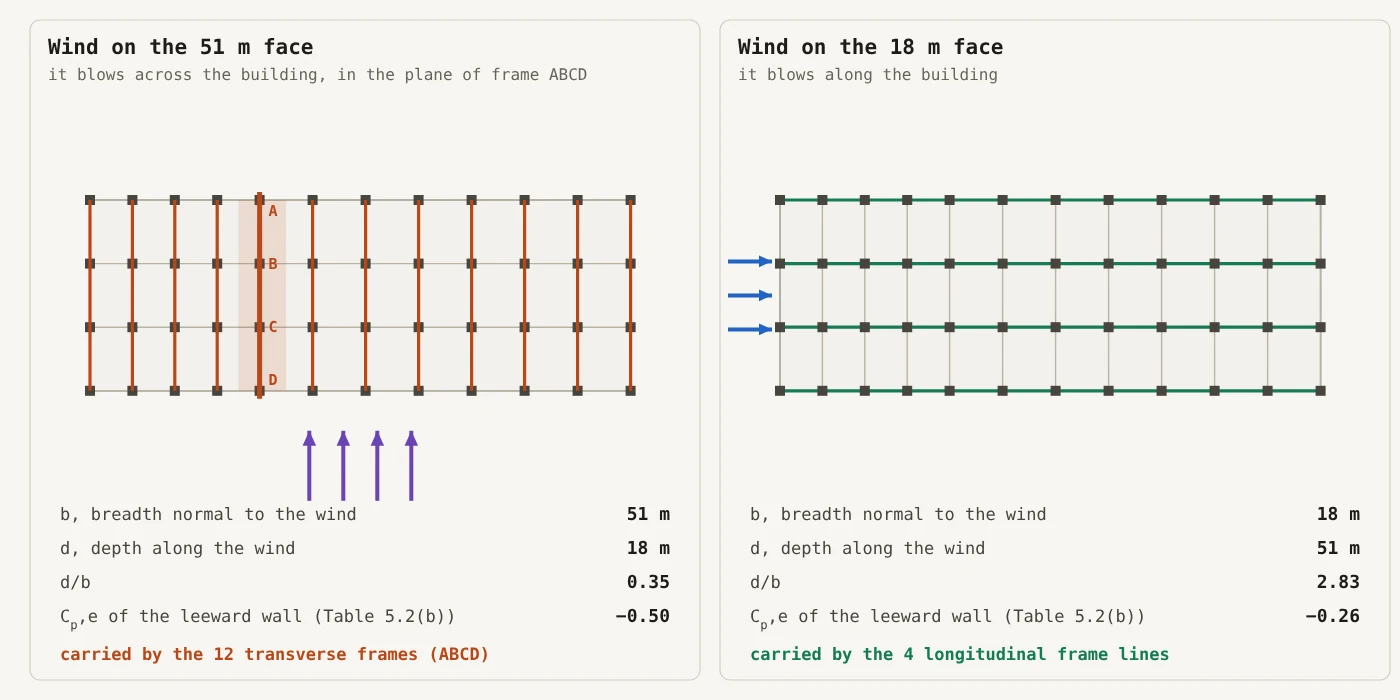 Wind on the 51 m face
it blows across the building, in the plane of frame ABCD
A
B
C
D
b, breadth normal to the wind 51 m
d, depth along the wind 18 m
d/b 0.35
Cp,e of the leeward wall (Table 5.2(b)) −0.50
carried by the 12 transverse frames (ABCD)
Wind on the 18 m face
it blows along the building
b, breadth normal to the wind 18 m
d, depth along the wind 51 m
d/b 2.83
Cp,e of the leeward wall (Table 5.2(b)) −0.26
carried by the 4 longitudinal frame lines